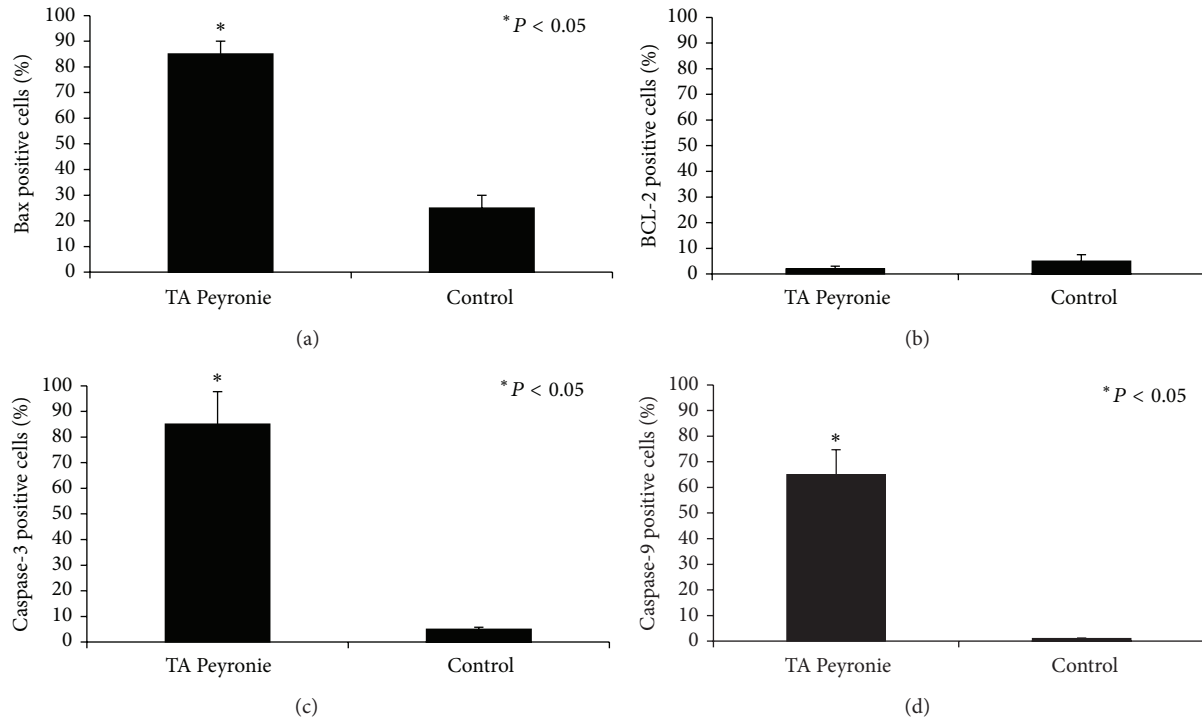 Bax positive cells (%)
100
90
80
70
60
50
40
30
20
10
0
*
*P < 0.05
TA Peyronie
Control
(a)
BCL-2 positive cells (%)
100
90
80
70
60
50
40
30
20
10
0
TA Peyronie
Control
(b)
Caspase-3 positive cells (%)
100
90
80
70
60
50
40
30
20
10
0
*
*P < 0.05
TA Peyronie
Control
(c)
Caspase-9 positive cells (%)
100
90
80
70
60
50
40
30
20
10
0
*
*P < 0.05
TA Peyronie
Control
(d)